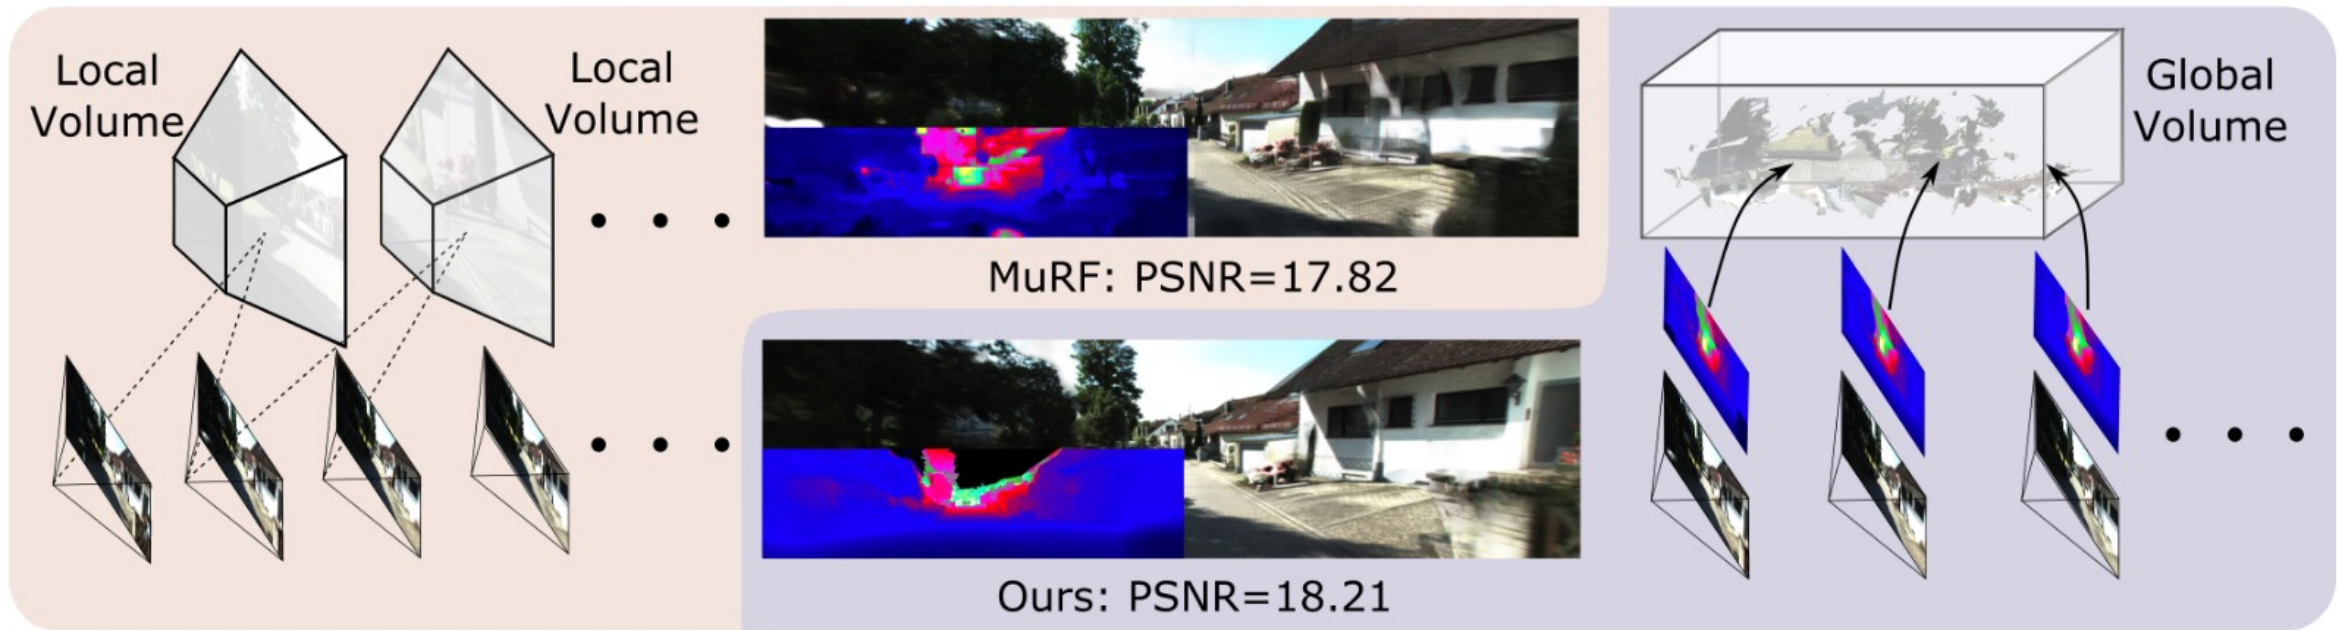 Local
Volume
Local
Volume
MuRF: PSNR=17.82
Global
Volume
Ours: PSNR=18.21